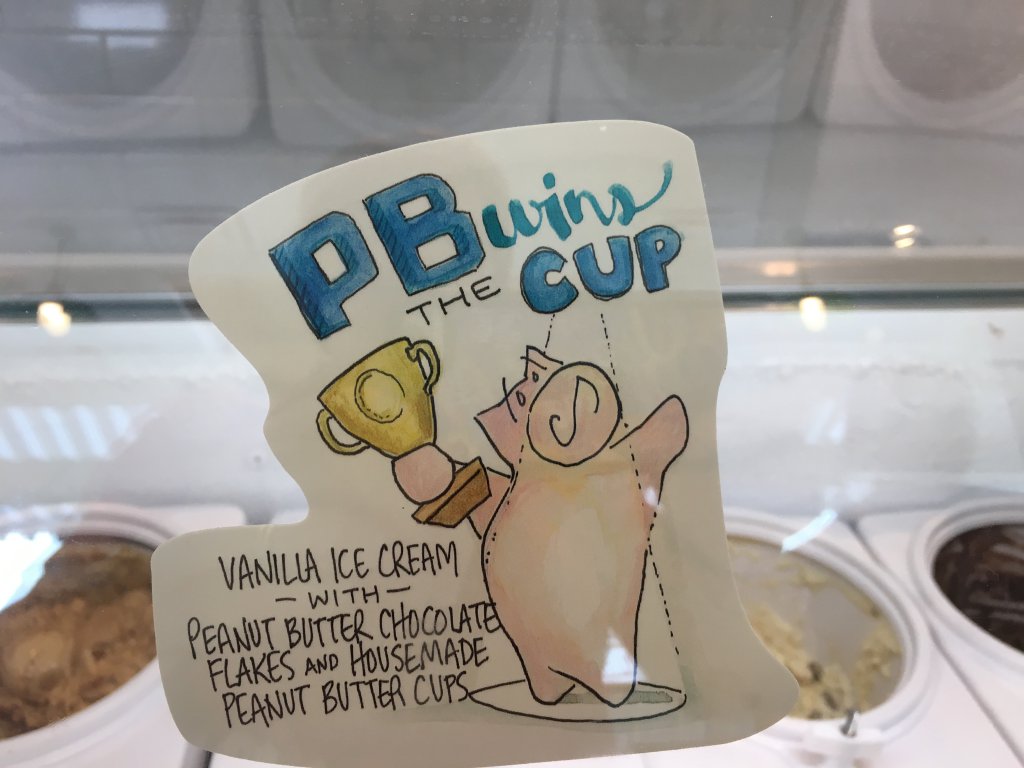 PB wins
THE CUP
VANILLA ICE CREAM
- WITH -
PEANUT BUTTER CHOCOLATE
FLAKES AND HOUSEMADE
PEANUT BUTTER CUPS